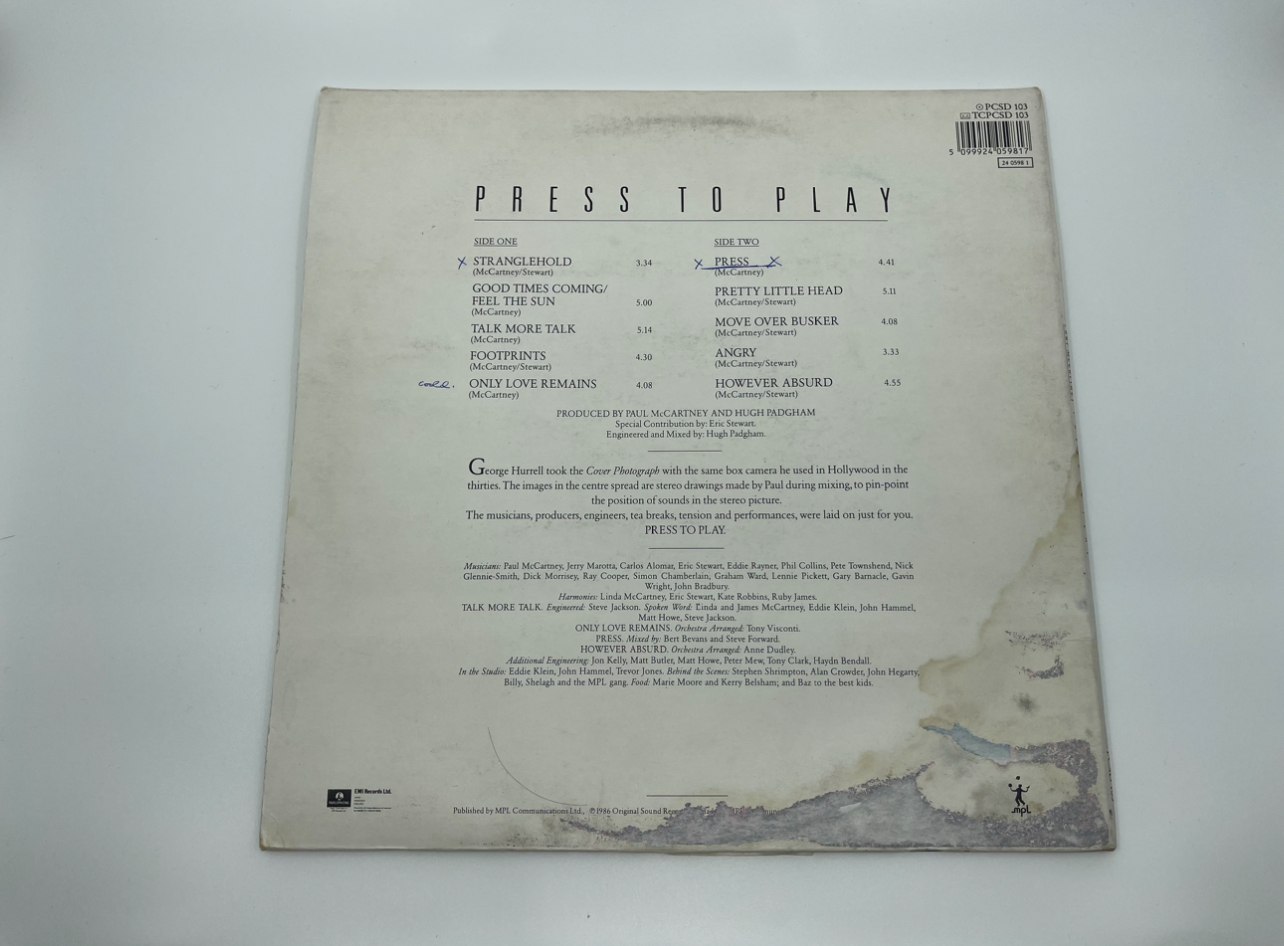 PCSD 103
TCPCSD 103
5 099924 059817
24 0598 1
PRESS TO PLAY
SIDE ONE
X STRANGLEHOLD 3.34
(McCartney/Stewart)
GOOD TIMES COMING/
FEEL THE SUN 5.00
(McCartney)
TALK MORE TALK 5.14
(McCartney)
FOOTPRINTS 4.30
(McCartney/Stewart)
ONLY LOVE REMAINS 4.08
(McCartney)
SIDE TWO
X PRESS X 4.41
(McCartney)
PRETTY LITTLE HEAD 5.11
(McCartney/Stewart)
MOVE OVER BUSKER 4.08
(McCartney/Stewart)
ANGRY 3.33
(McCartney/Stewart)
HOWEVER ABSURD 4.55
(McCartney/Stewart)
PRODUCED BY PAUL McCARTNEY AND HUGH PADGHAM
Special Contribution by: Eric Stewart.
Engineered and Mixed by: Hugh Padgham.
George Hurrell took the Cover Photograph with the same box camera he used in Hollywood in the
thirties. The images in the centre spread are stereo drawings made by Paul during mixing, to pin-point
the position of sounds in the stereo picture.
The musicians, producers, engineers, tea breaks, tension and performances, were laid on just for you.
PRESS TO PLAY.
Musicians: Paul McCartney, Jerry Marotta, Carlos Alomar, Eric Stewart, Eddie Rayner, Phil Collins, Pete Townshend, Nick
Glennie-Smith, Dick Morrisey, Ray Cooper, Simon Chamberlain, Graham Ward, Lennie Pickett, Gary Barnacle, Gavin
Wright, John Bradbury.
Harmonies: Linda McCartney, Eric Stewart, Kate Robbins, Ruby James.
TALK MORE TALK. Engineered: Steve Jackson. Spoken Word: Linda and James McCartney, Eddie Klein, John Hammel,
Matt Howe, Steve Jackson.
ONLY LOVE REMAINS. Orchestra Arranged: Tony Visconti.
PRESS. Mixed by: Bert Bevans and Steve Forward.
HOWEVER ABSURD. Orchestra Arranged: Anne Dudley.
Additional Engineering: Jon Kelly, Matt Butler, Matt Howe, Peter Mew, Tony Clark, Haydn Bendall.
In the Studio: Eddie Klein, John Hammel, Trevor Jones. Behind the Scenes: Stephen Shrimpton, Alan Crowder, John Hegarty,
Billy, Shelagh and the MPL gang. Food: Marie Moore and Kerry Belsham; and Baz to the best kids.
EMI Records Ltd.
Published by MPL Communications Ltd., ℗1986 Original Sound
MPL